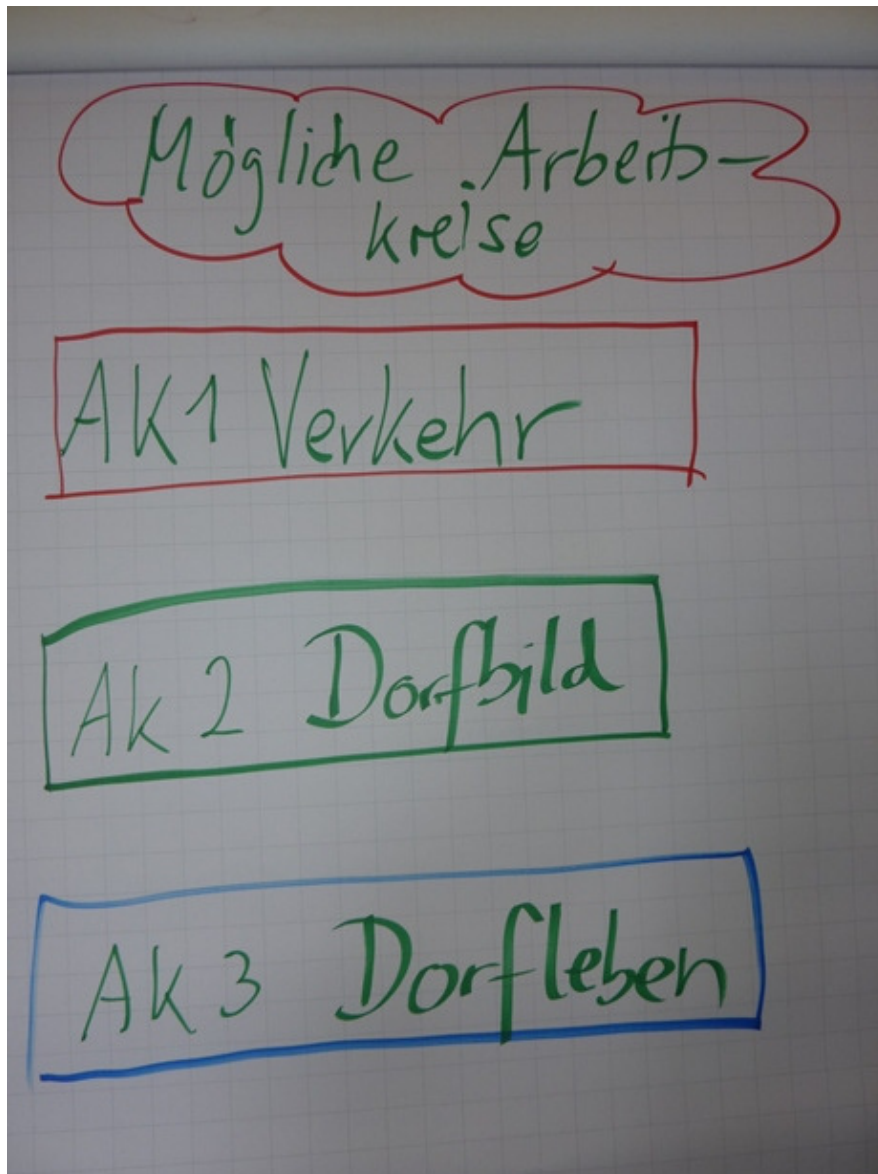 Mögliche Arbeits-
kreise
AK1 Verkehr
Ak 2 Dorfbild
Ak 3 Dorfleben